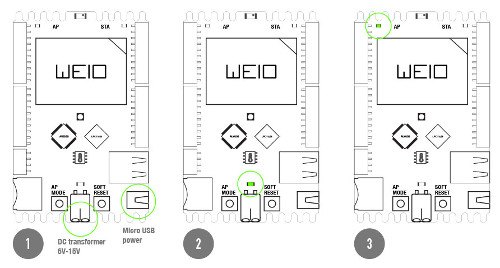 AP STA
WEIO
AP
MODE
SOFT
RESET
1
DC transformer
6V-16V
Micro USB
power
AP STA
WEIO
AP
MODE
SOFT
RESET
2
AP STA
WEIO
AP
MODE
SOFT
RESET
3